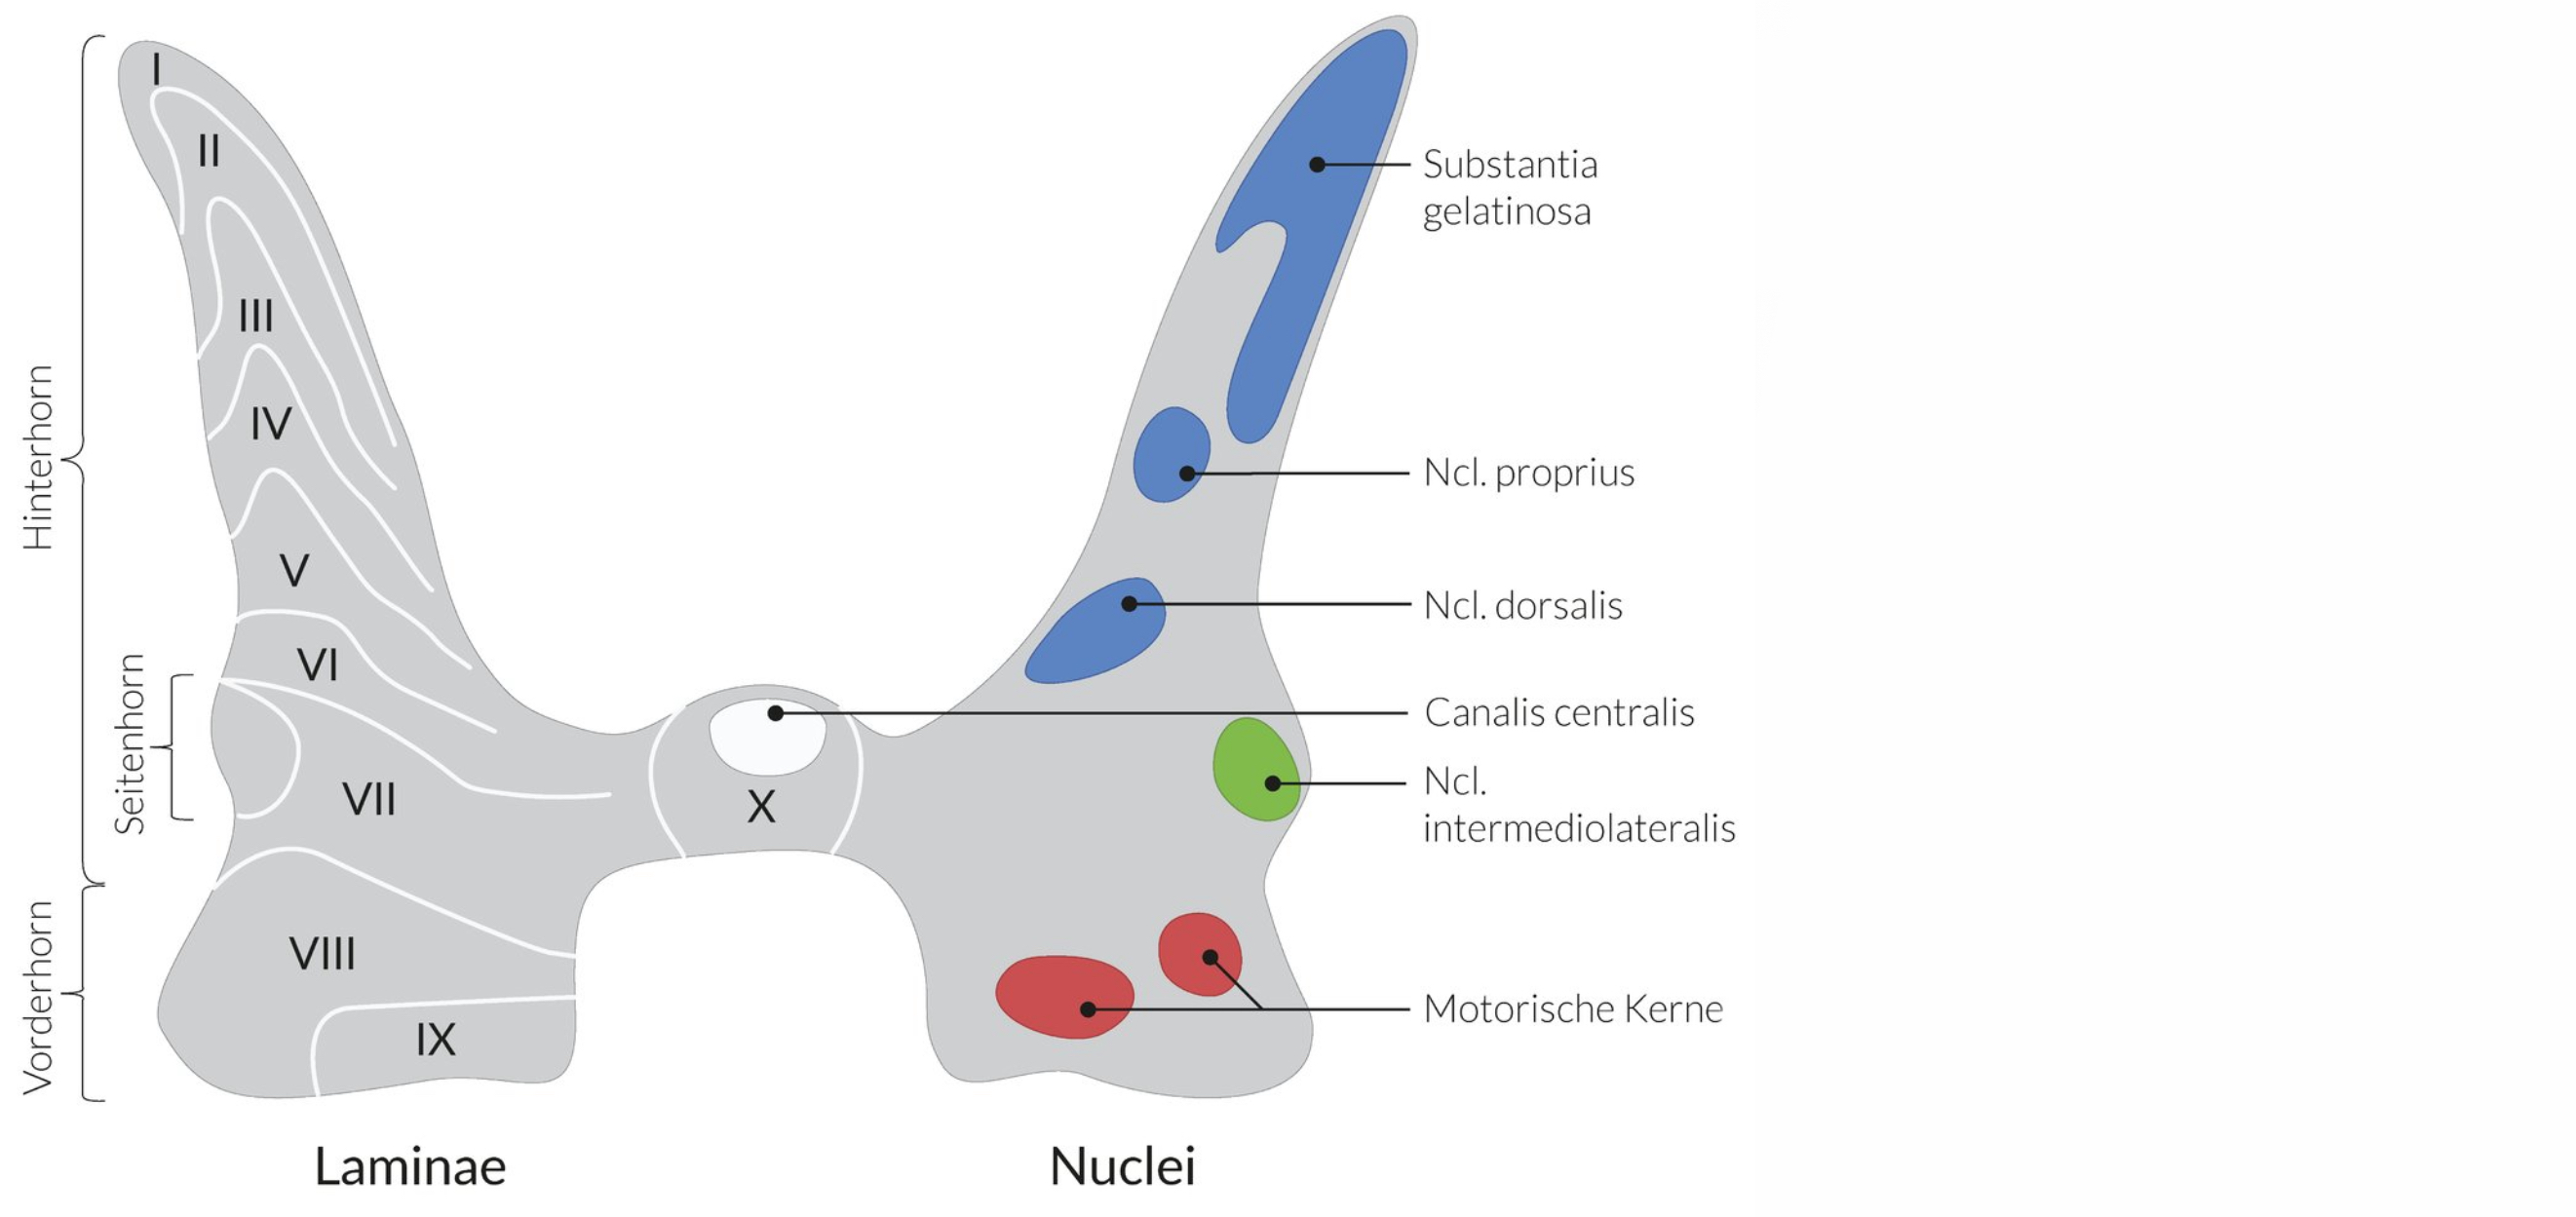 Hinterhorn
Seitenhorn
Vorderhorn
I
II
III
IV
V
VI
VII
VIII
IX
X
Substantia
gelatinosa
Ncl. proprius
Ncl. dorsalis
Canalis centralis
Ncl.
intermediolateralis
Motorische Kerne
Laminae
Nuclei